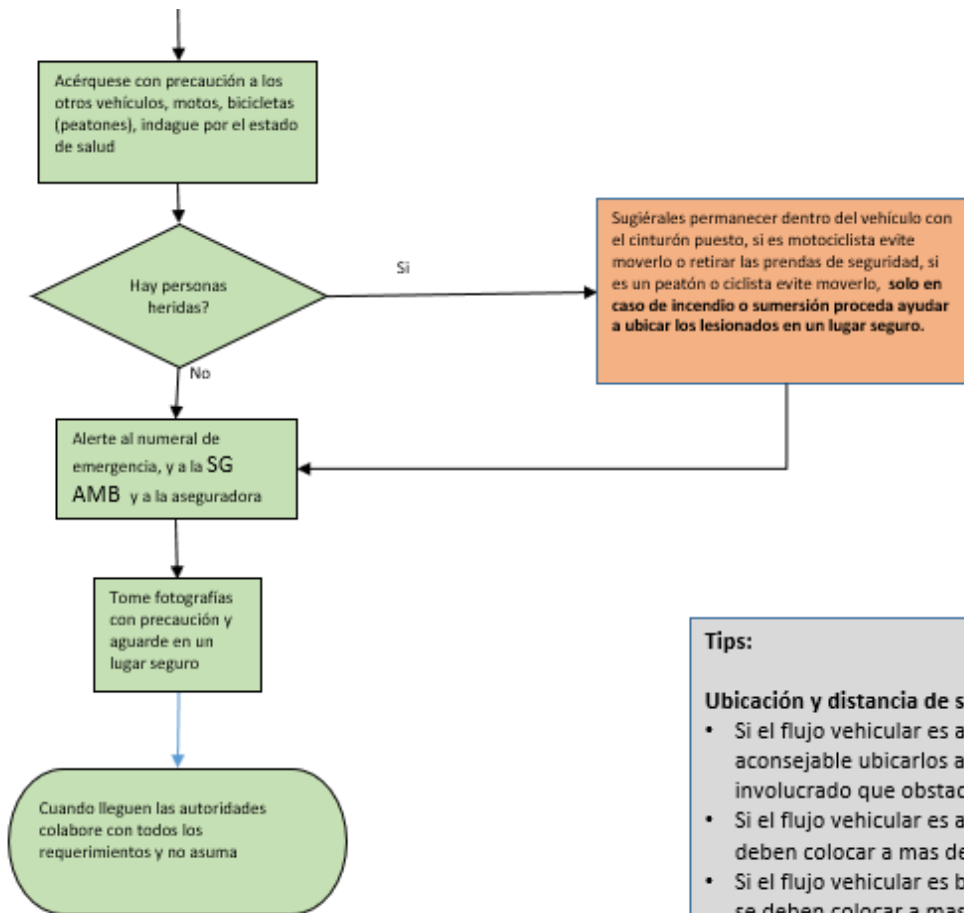 Acérquese con precaución a los
otros vehículos, motos, bicicletas
(peatones), indague por el estado
de salud
Hay personas
heridas?
Si
Sugiérales permanecer dentro del vehículo con
el cinturón puesto, si es motociclista evite
moverlo o retirar las prendas de seguridad, si
es un peatón o ciclista evite moverlo, solo en
caso de incendio o sumersión proceda ayudar
a ubicar los lesionados en un lugar seguro.
No
Alerte al numeral de
emergencia, y a la SG
AMB y a la aseguradora
Tome fotografías
con precaución y
aguarde en un
lugar seguro
Cuando lleguen las autoridades
colabore con todos los
requerimientos y no asuma
Tips:
Ubicación y distancia de s
• Si el flujo vehicular es a
aconsejable ubicarlos a
involucrado que obstac
• Si el flujo vehicular es a
deben colocar a mas de
• Si el flujo vehicular es b
se deben colocar a mas